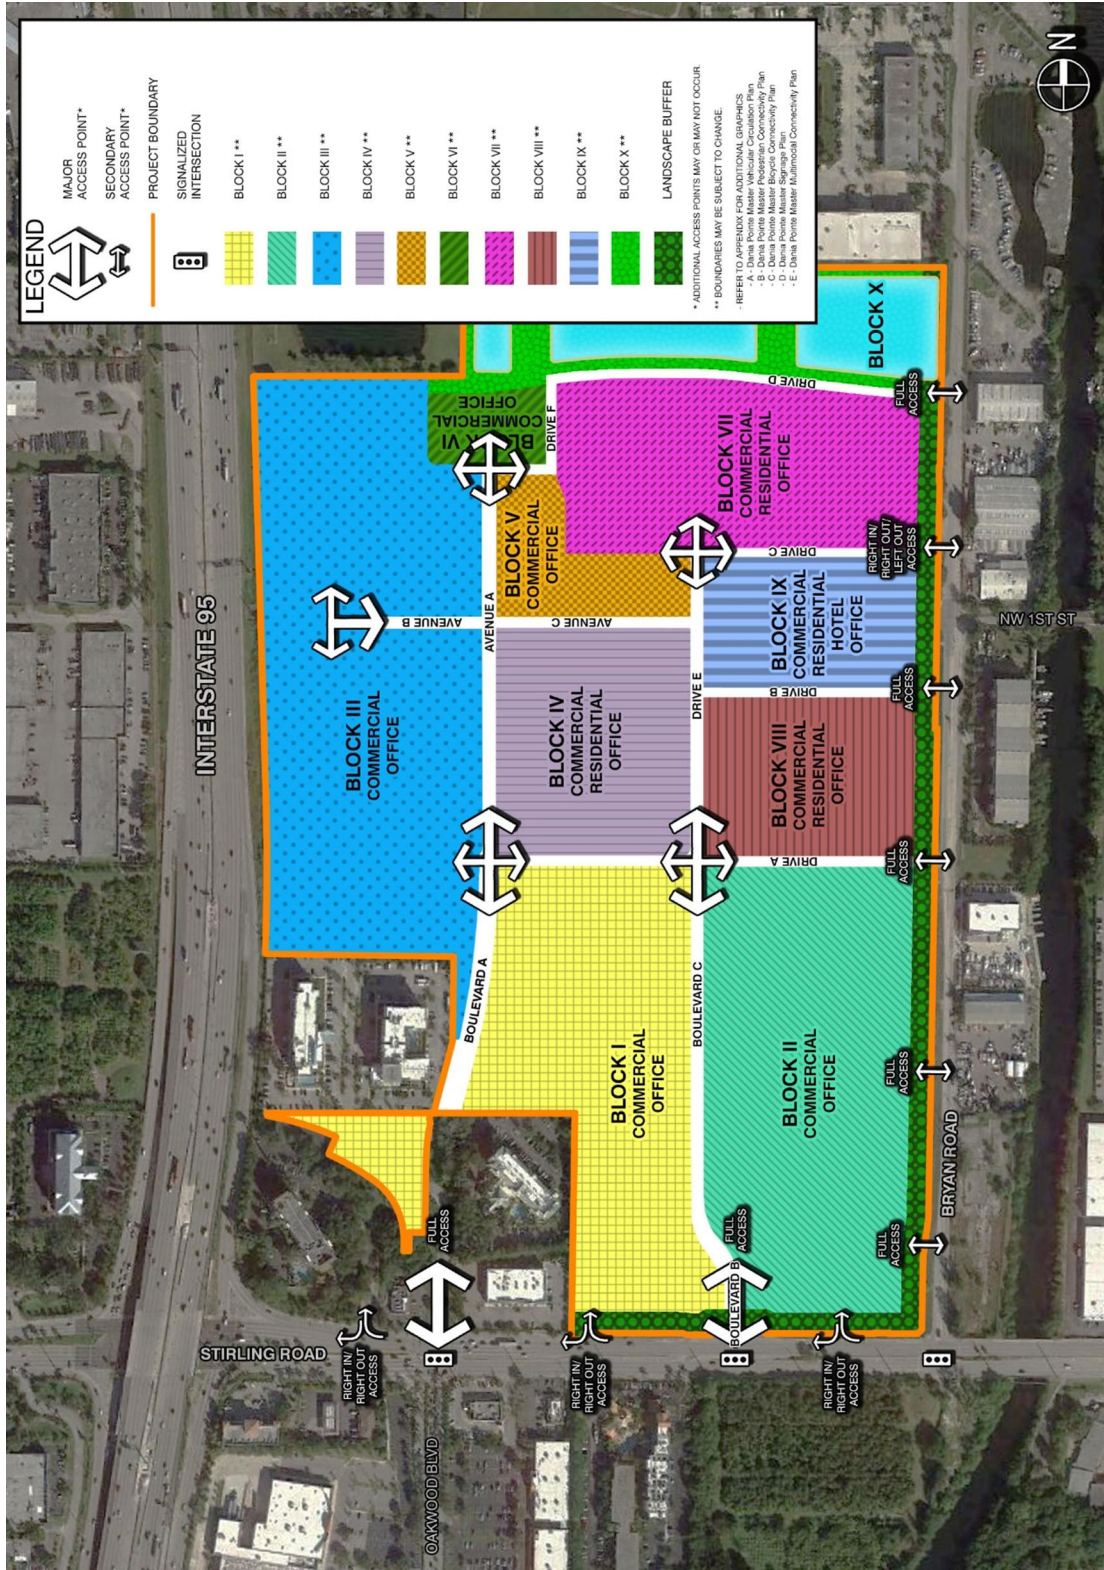 LEGEND
MAJOR
ACCESS POINT*
SECONDARY
ACCESS POINT*
PROJECT BOUNDARY
SIGNALIZED
INTERSECTION
BLOCK I **
BLOCK II **
BLOCK III **
BLOCK IV **
BLOCK V **
BLOCK VI **
BLOCK VII **
BLOCK VIII **
BLOCK IX **
BLOCK X **
LANDSCAPE BUFFER
* ADDITIONAL ACCESS POINTS MAY OR MAY NOT OCCUR.
** BOUNDARIES MAY BE SUBJECT TO CHANGE.
- REFER TO APPENDIX FOR ADDITIONAL GRAPHICS
- A - Dania Pointe Master Vehicular Circulation Plan
- B - Dania Pointe Master Pedestrian Connectivity Plan
- C - Dania Pointe Master Bicycle Connectivity Plan
- D - Dania Pointe Master Signage Plan
- E - Dania Pointe Master Multimodal Connectivity Plan
N
INTERSTATE 95
BLOCK III
COMMERCIAL
OFFICE
AVENUE B
AVENUE A
BLOCK VI
COMMERCIAL
OFFICE
DRIVE F
BLOCK V
COMMERCIAL
OFFICE
AVENUE C
BLOCK IV
COMMERCIAL
RESIDENTIAL
OFFICE
BOULEVARD A
BLOCK I
COMMERCIAL
OFFICE
BOULEVARD C
DRIVE E
BLOCK VII
COMMERCIAL
RESIDENTIAL
OFFICE
DRIVE D
BLOCK X
BLOCK IX
COMMERCIAL
RESIDENTIAL
HOTEL
OFFICE
DRIVE C
DRIVE B
BLOCK VIII
COMMERCIAL
RESIDENTIAL
OFFICE
DRIVE A
BLOCK II
COMMERCIAL
OFFICE
BOULEVARD B
FULL
ACCESS
FULL
ACCESS
STIRLING ROAD
OAKWOOD BLVD
RIGHT IN/
RIGHT OUT
ACCESS
RIGHT IN/
RIGHT OUT
ACCESS
RIGHT IN/
RIGHT OUT
ACCESS
FULL
ACCESS
FULL
ACCESS
FULL
ACCESS
FULL
ACCESS
RIGHT IN/
RIGHT OUT/
LEFT OUT
ACCESS
FULL
ACCESS
BRYAN ROAD
NW 1ST ST